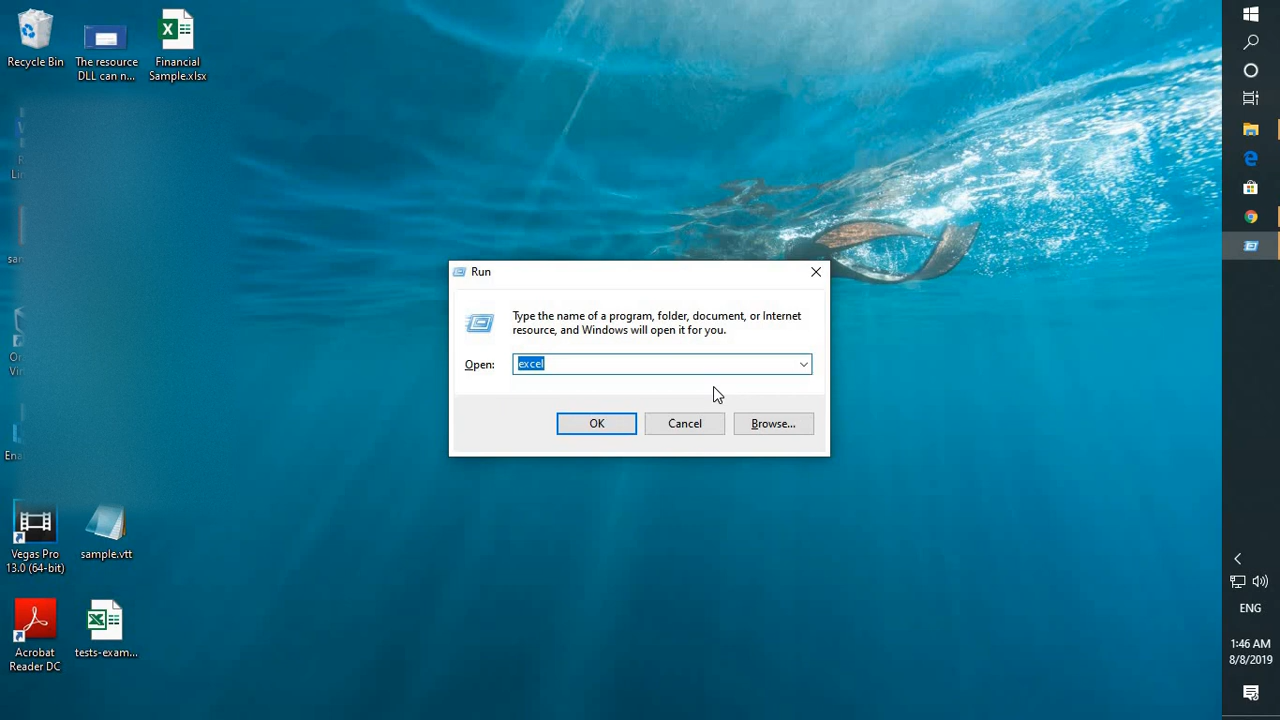 Recycle Bin
The resource
DLL can n...
Financial
Sample.xlsx
Run
Type the name of a program, folder, document, or Internet
resource, and Windows will open it for you.
Open:
excel
OK
Cancel
Browse...
Vegas Pro
13.0 (64-bit)
sample.vtt
Acrobat
Reader DC
tests-exam...
ENG
1:46 AM
8/8/2019